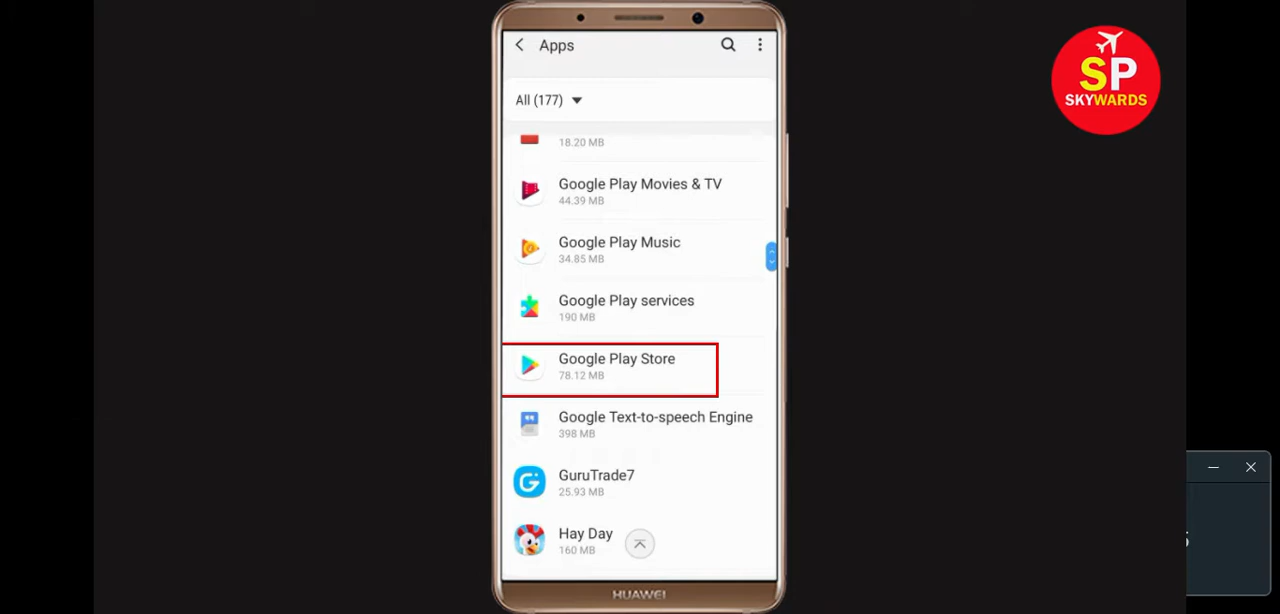 Apps
All (177)
18.20 MB
Google Play Movies & TV
44.39 MB
Google Play Music
34.85 MB
Google Play services
190 MB
Google Play Store
78.12 MB
Google Text-to-speech Engine
398 MB
GuruTrade7
25.93 MB
Hay Day
160 MB
HUAWEI
SP
SKYWARDS